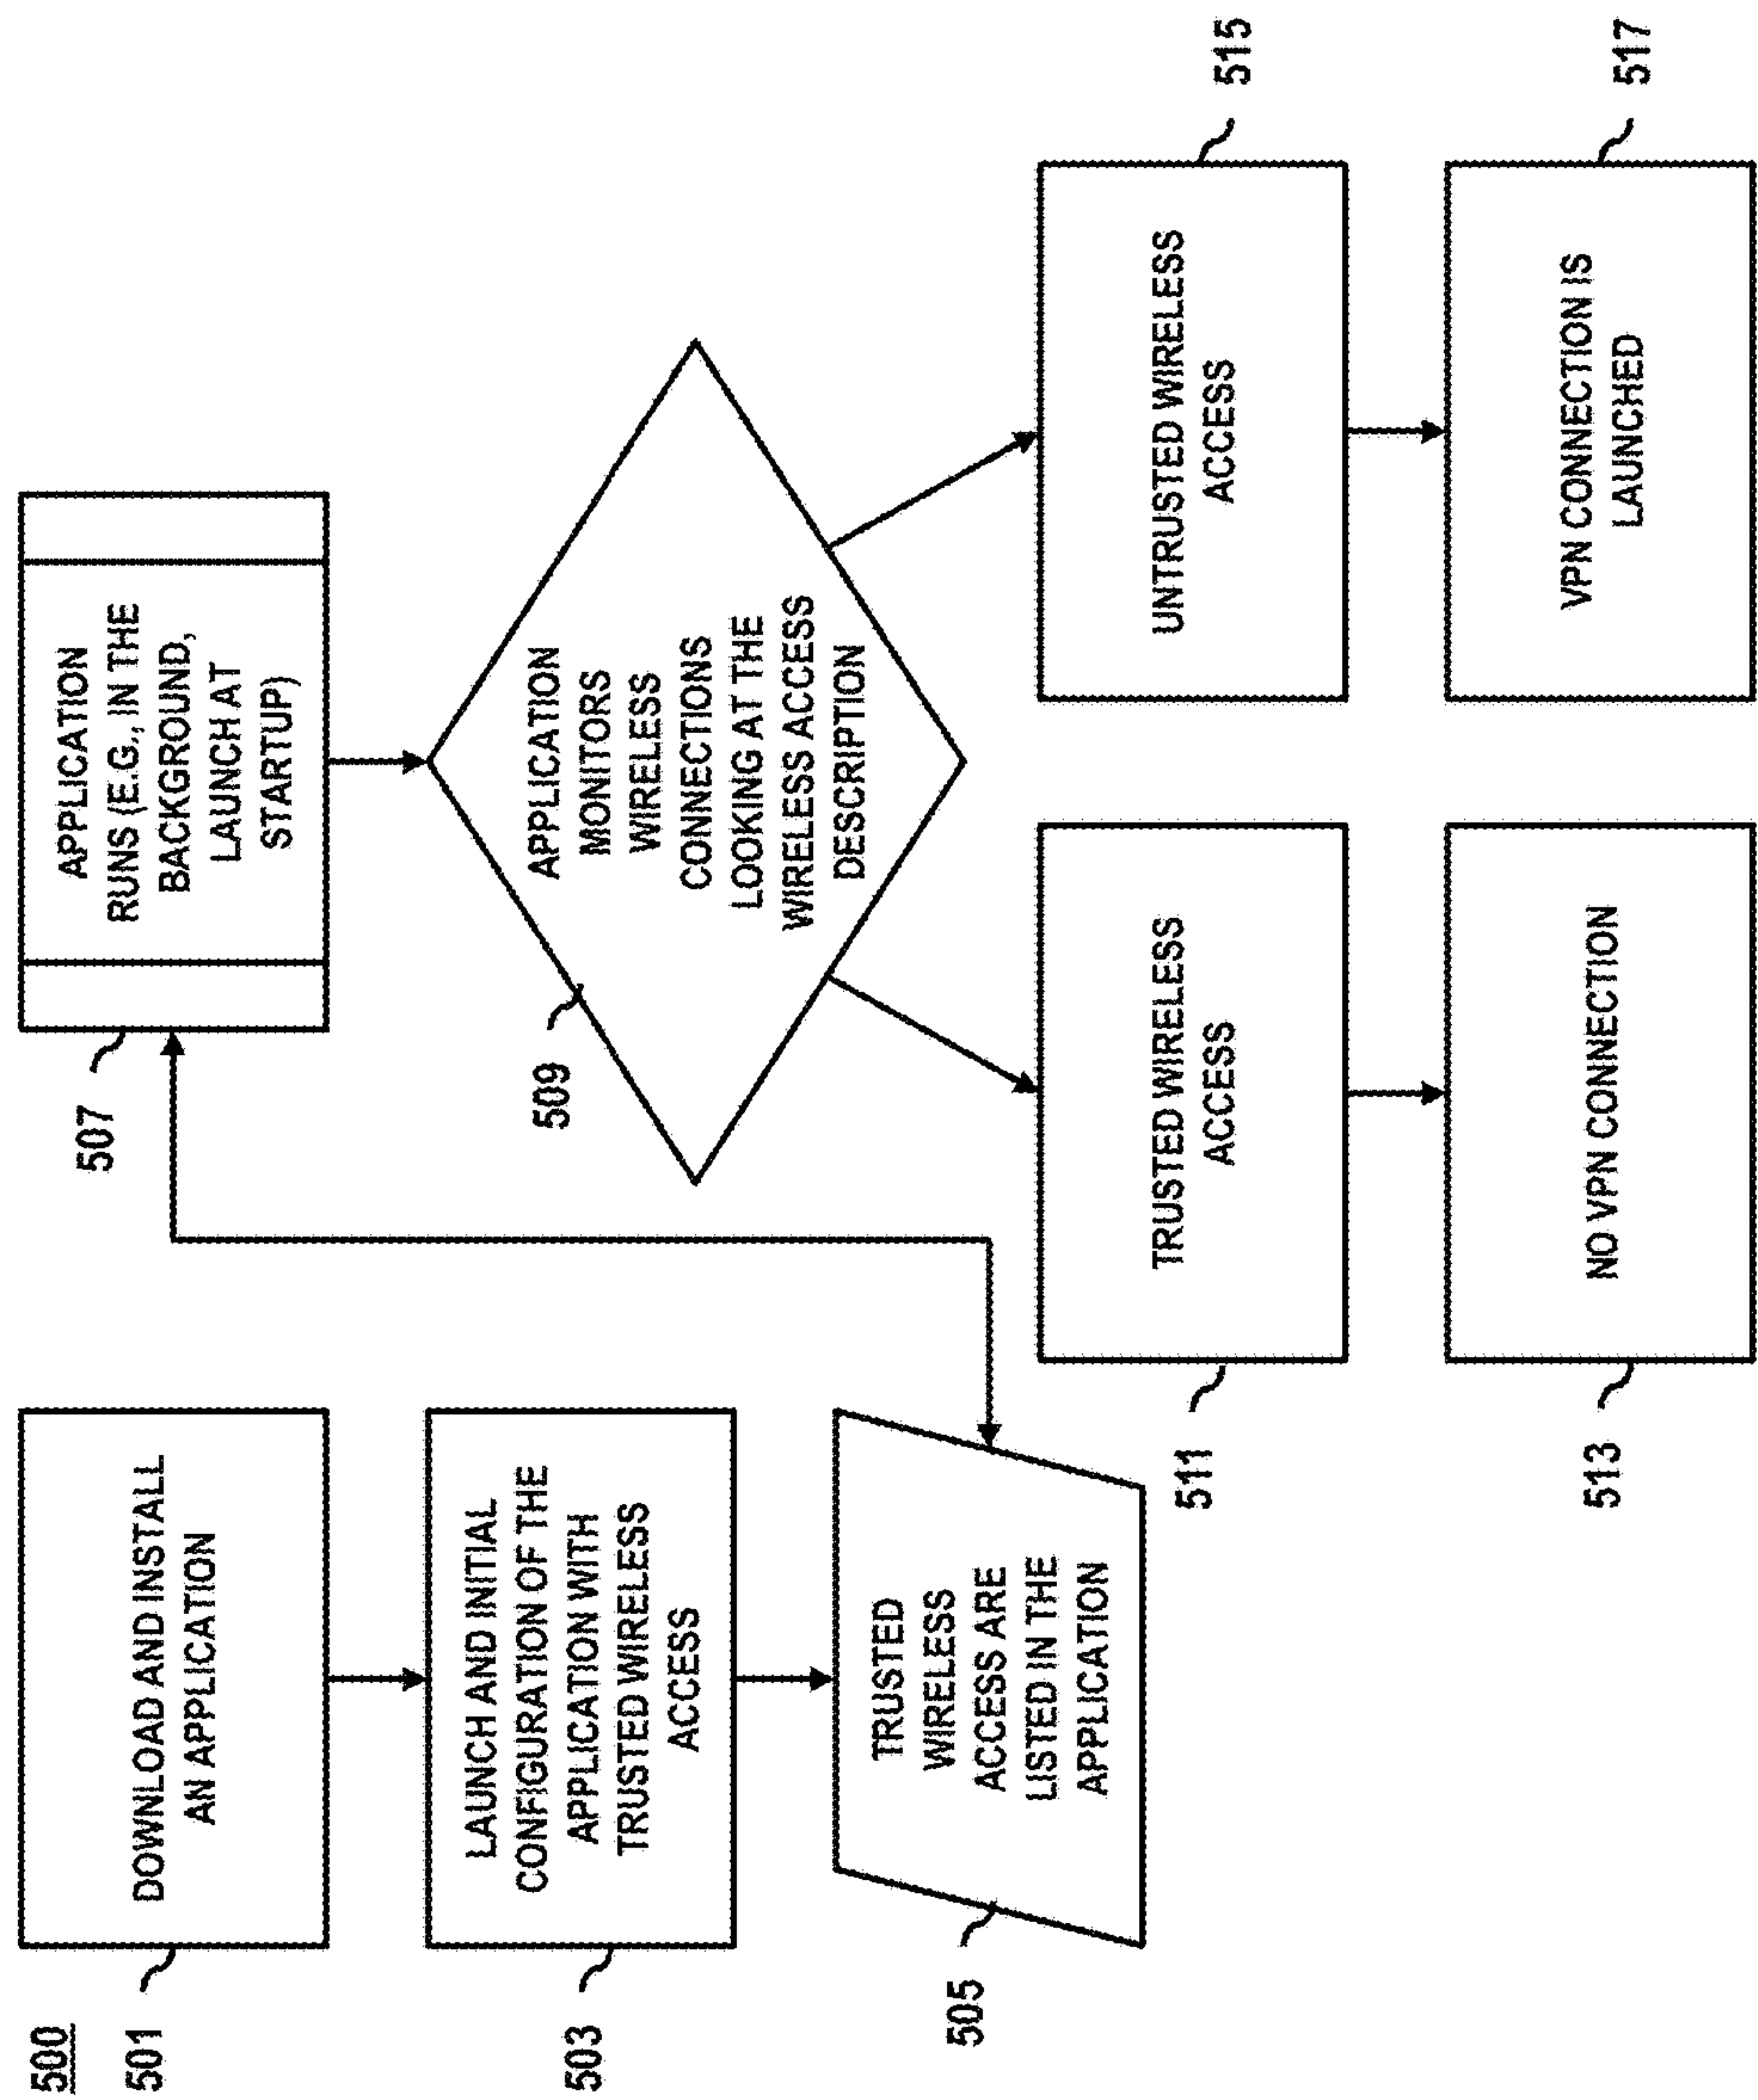 500
501
DOWNLOAD AND INSTALL
AN APPLICATION
503
LAUNCH AND INITIAL
CONFIGURATION OF THE
APPLICATION WITH
TRUSTED WIRELESS
ACCESS
505
TRUSTED
WIRELESS
ACCESS ARE
LISTED IN THE
APPLICATION
507
APPLICATION
RUNS (E.G., IN THE
BACKGROUND,
LAUNCH AT
STARTUP)
509
APPLICATION
MONITORS
WIRELESS
CONNECTIONS
LOOKING AT THE
WIRELESS ACCESS
DESCRIPTION
511
TRUSTED WIRELESS
ACCESS
513
NO VPN CONNECTION
515
UNTRUSTED WIRELESS
ACCESS
517
VPN CONNECTION IS
LAUNCHED